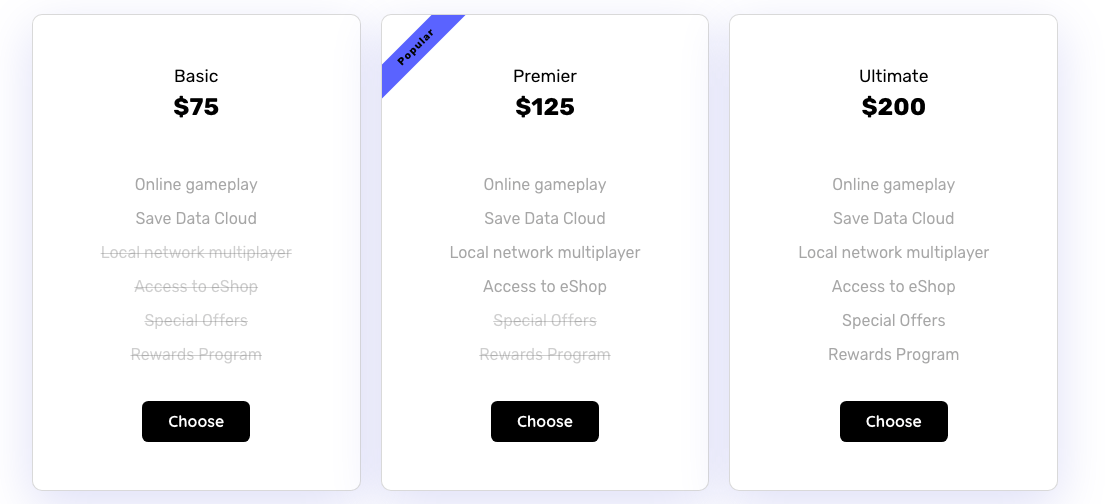 Basic
$75
Online gameplay
Save Data Cloud
Local network multiplayer
Access to eShop
Special Offers
Rewards Program
Choose
Popular
Premier
$125
Online gameplay
Save Data Cloud
Local network multiplayer
Access to eShop
Special Offers
Rewards Program
Choose
Ultimate
$200
Online gameplay
Save Data Cloud
Local network multiplayer
Access to eShop
Special Offers
Rewards Program
Choose